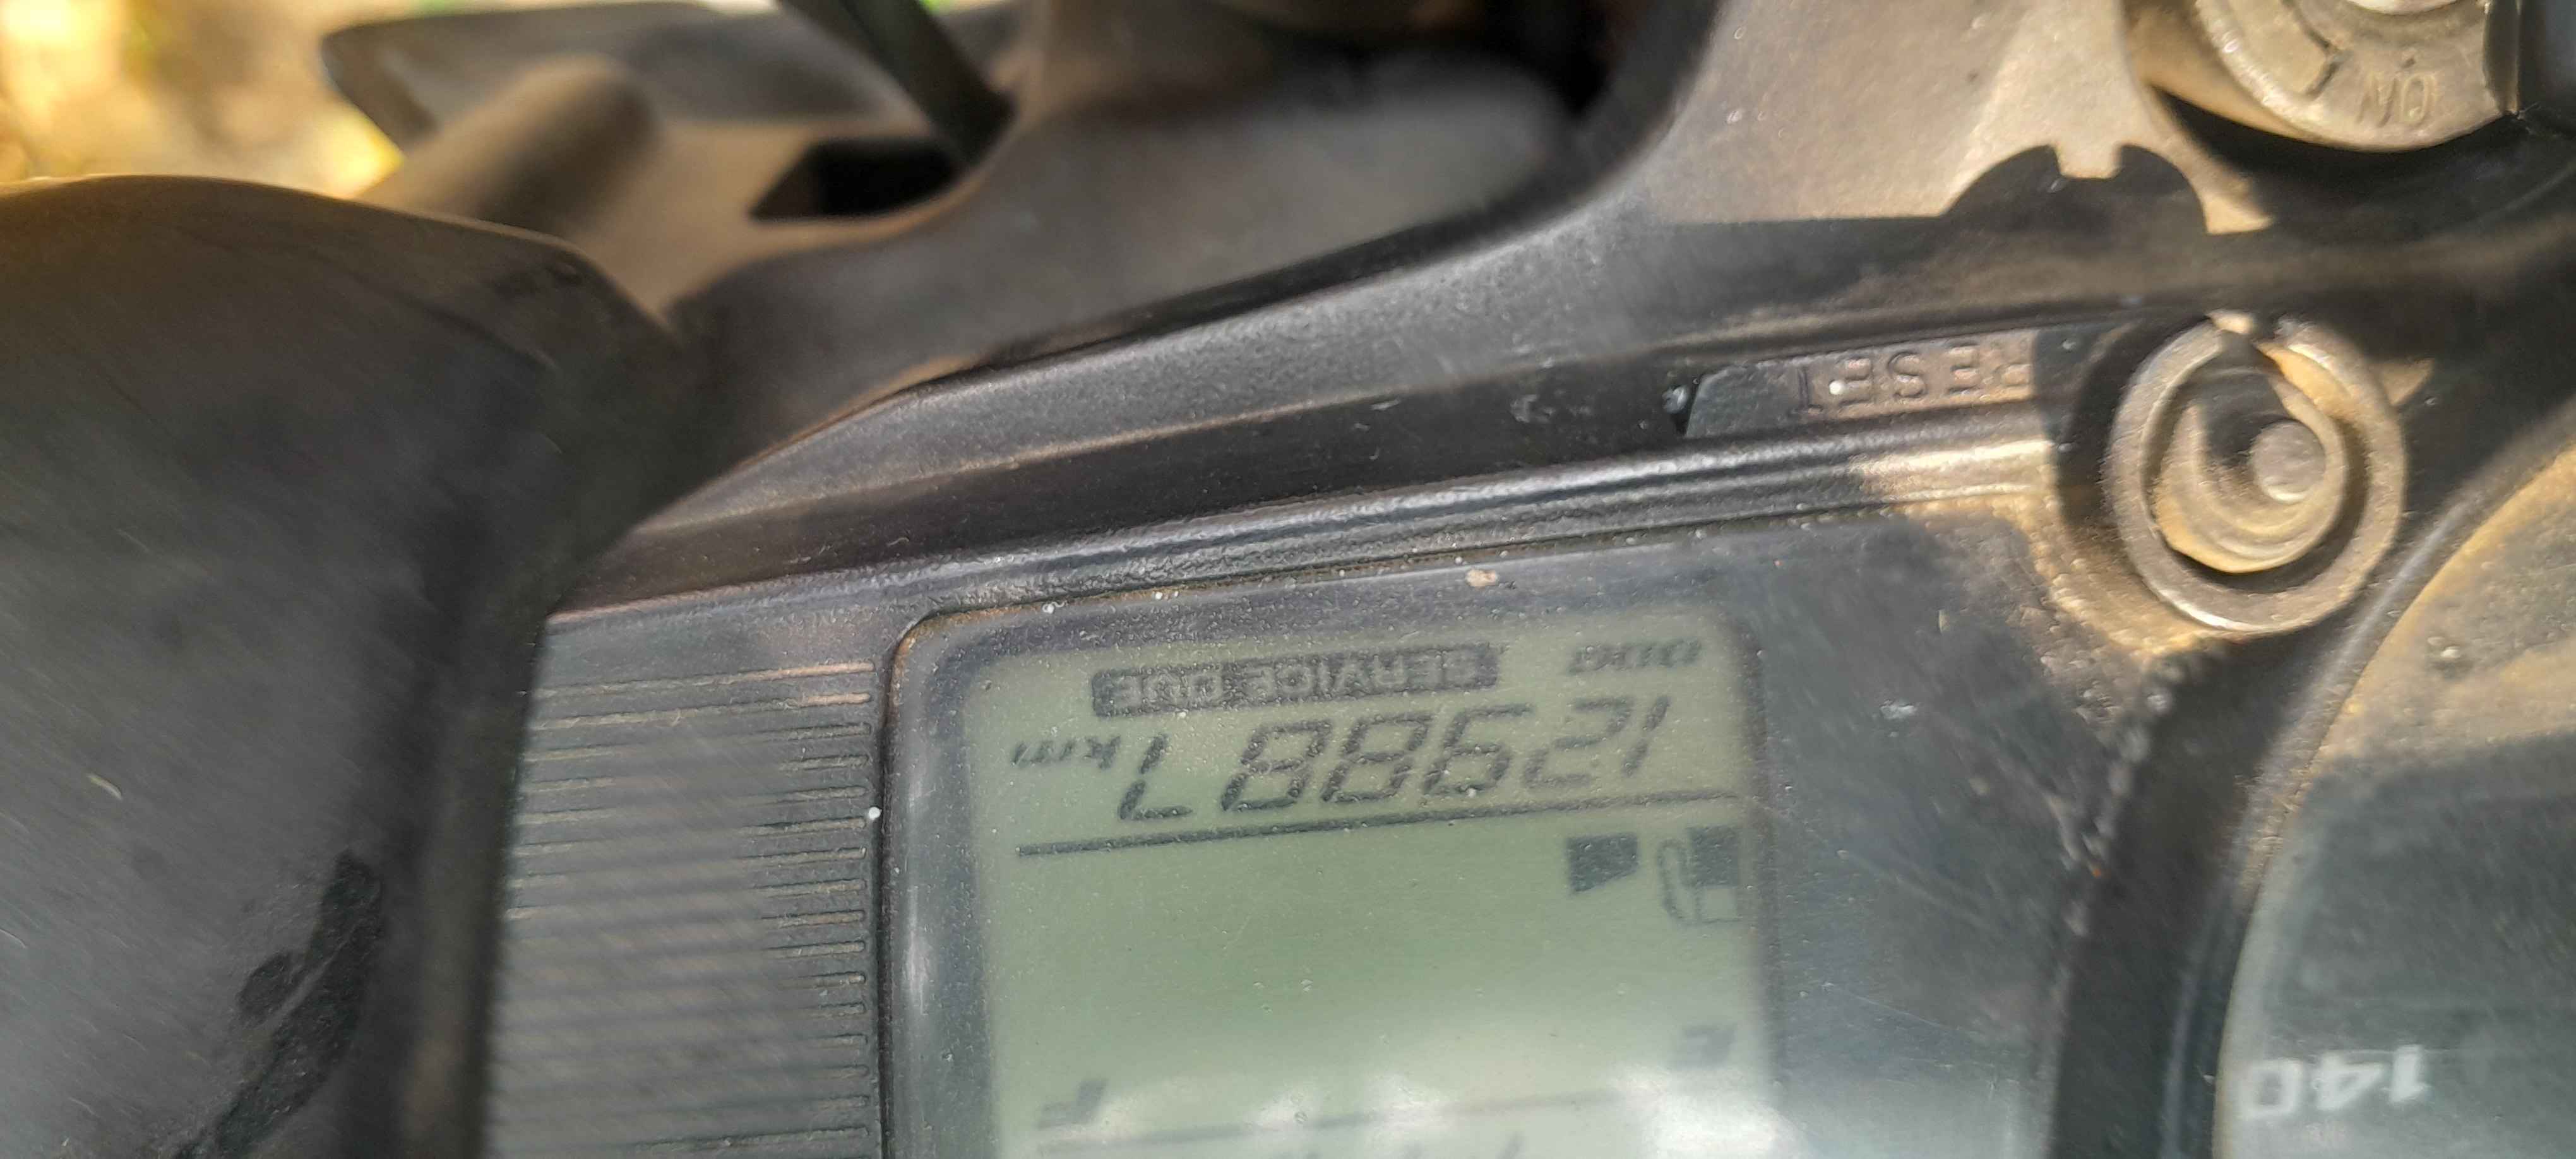 140
E F
129887 km
ODO SERVICE DUE
RESET
ON